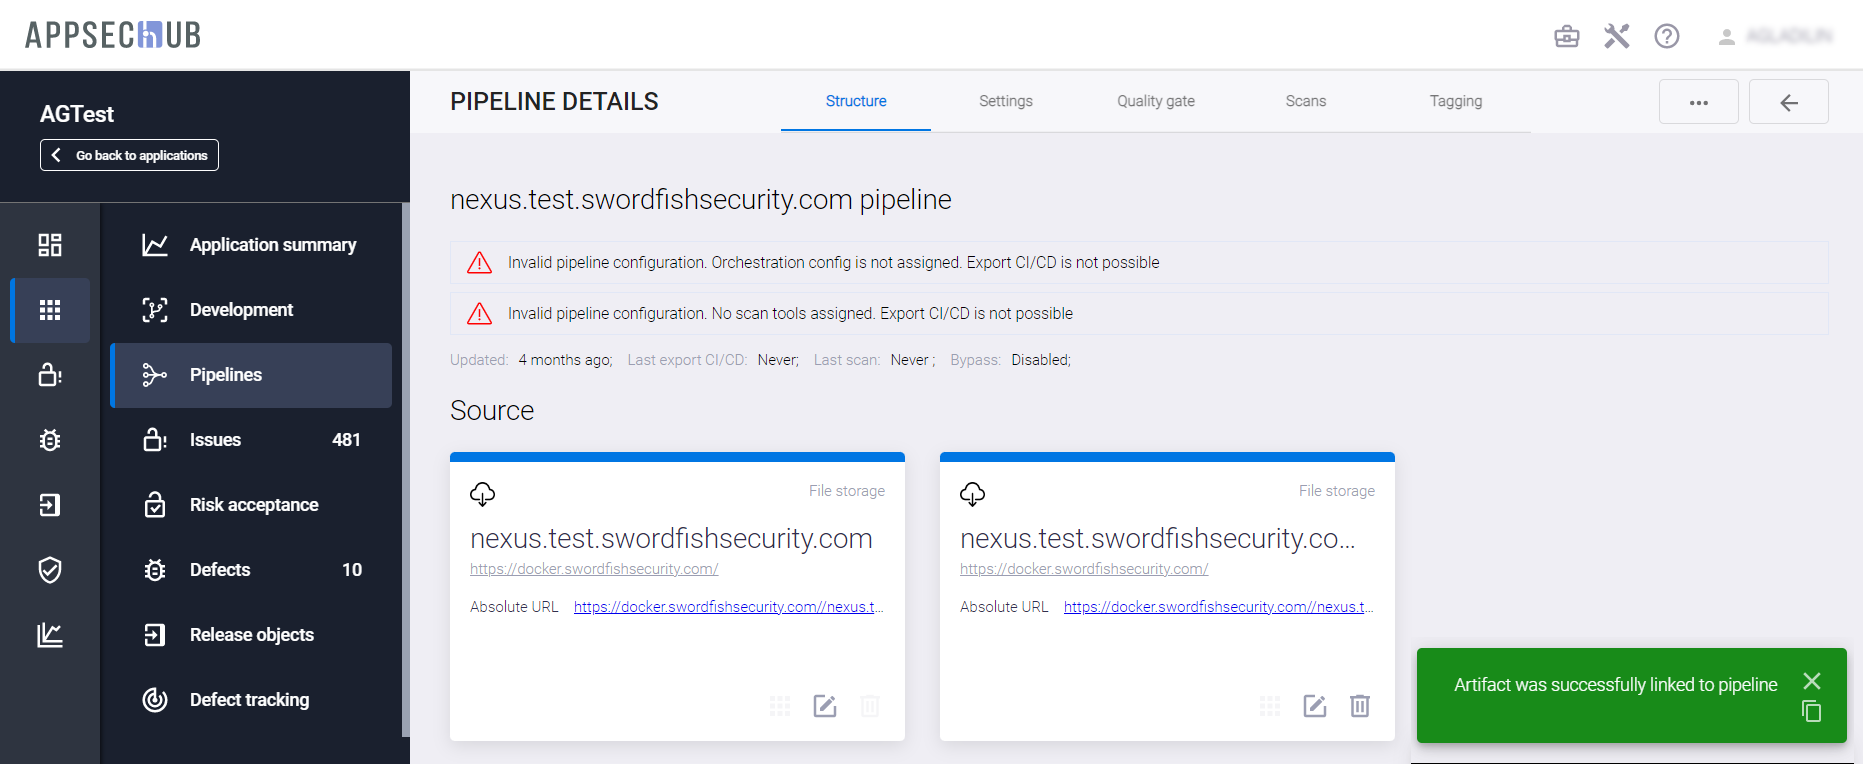 APPSECHUB
AGTest
Go back to applications
Application summary
Development
Pipelines
Issues 481
Risk acceptance
Defects 10
Release objects
Defect tracking
PIPELINE DETAILS
Structure
Settings
Quality gate
Scans
Tagging
nexus.test.swordfishsecurity.com pipeline
Invalid pipeline configuration. Orchestration config is not assigned. Export CI/CD is not possible
Invalid pipeline configuration. No scan tools assigned. Export CI/CD is not possible
Updated: 4 months ago; Last export CI/CD: Never; Last scan: Never ; Bypass: Disabled;
Source
File storage
nexus.test.swordfishsecurity.com
https://docker.swordfishsecurity.com/
Absolute URL https://docker.swordfishsecurity.com//nexus.t...
File storage
nexus.test.swordfishsecurity.co...
https://docker.swordfishsecurity.com/
Absolute URL https://docker.swordfishsecurity.com//nexus.t...
Artifact was successfully linked to pipeline